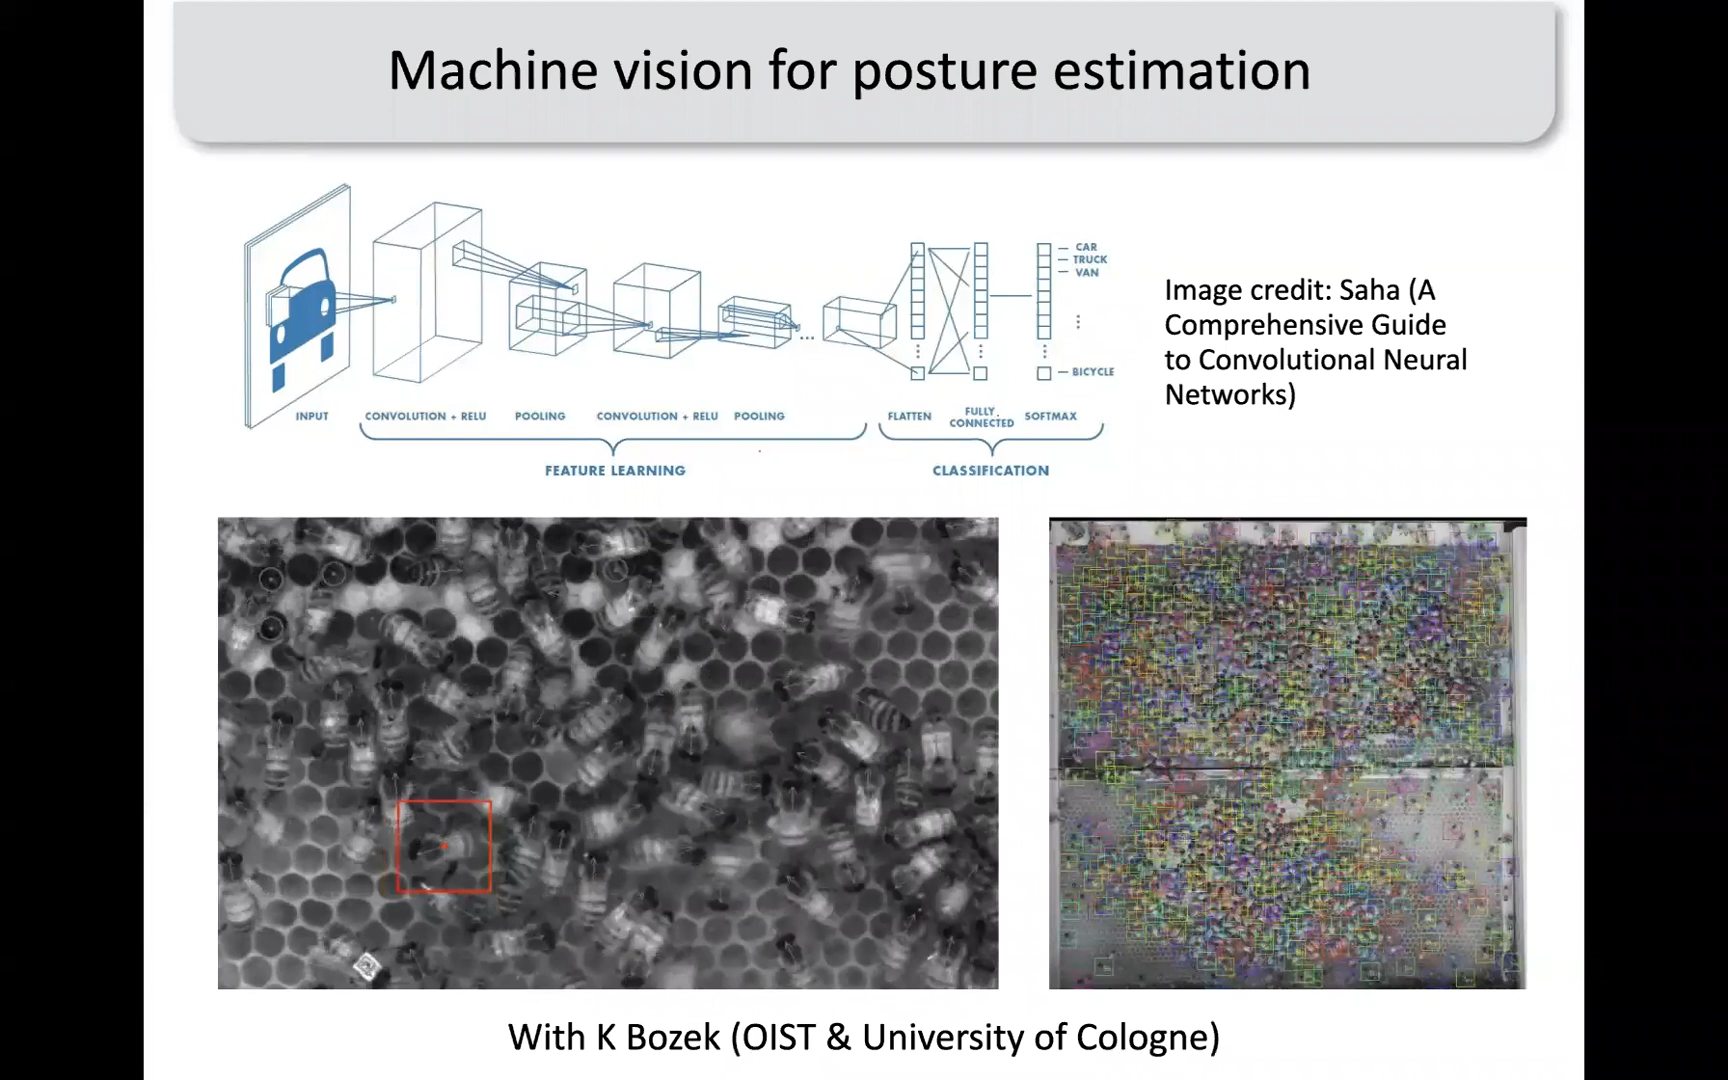 Machine vision for posture estimation
CAR
TRUCK
VAN
BICYCLE
INPUT
CONVOLUTION + RELU
POOLING
CONVOLUTION + RELU
POOLING
FLATTEN
FULLY
CONNECTED
SOFTMAX
FEATURE LEARNING
CLASSIFICATION
Image credit: Saha (A
Comprehensive Guide
to Convolutional Neural
Networks)
With K Bozek (OIST & University of Cologne)